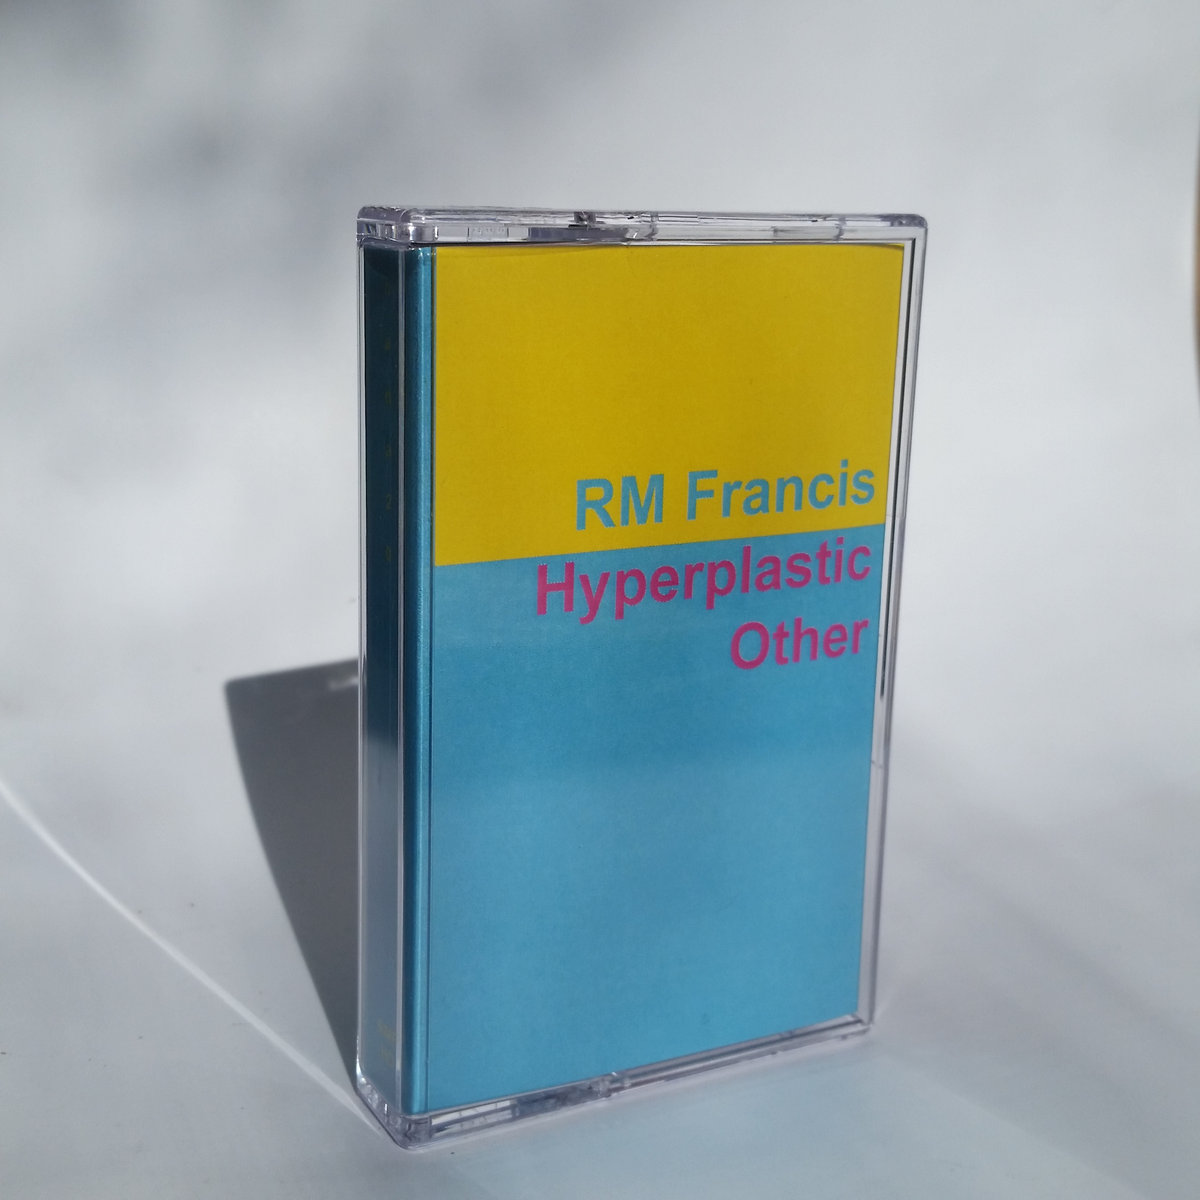 RM Francis
Hyperplastic
Other